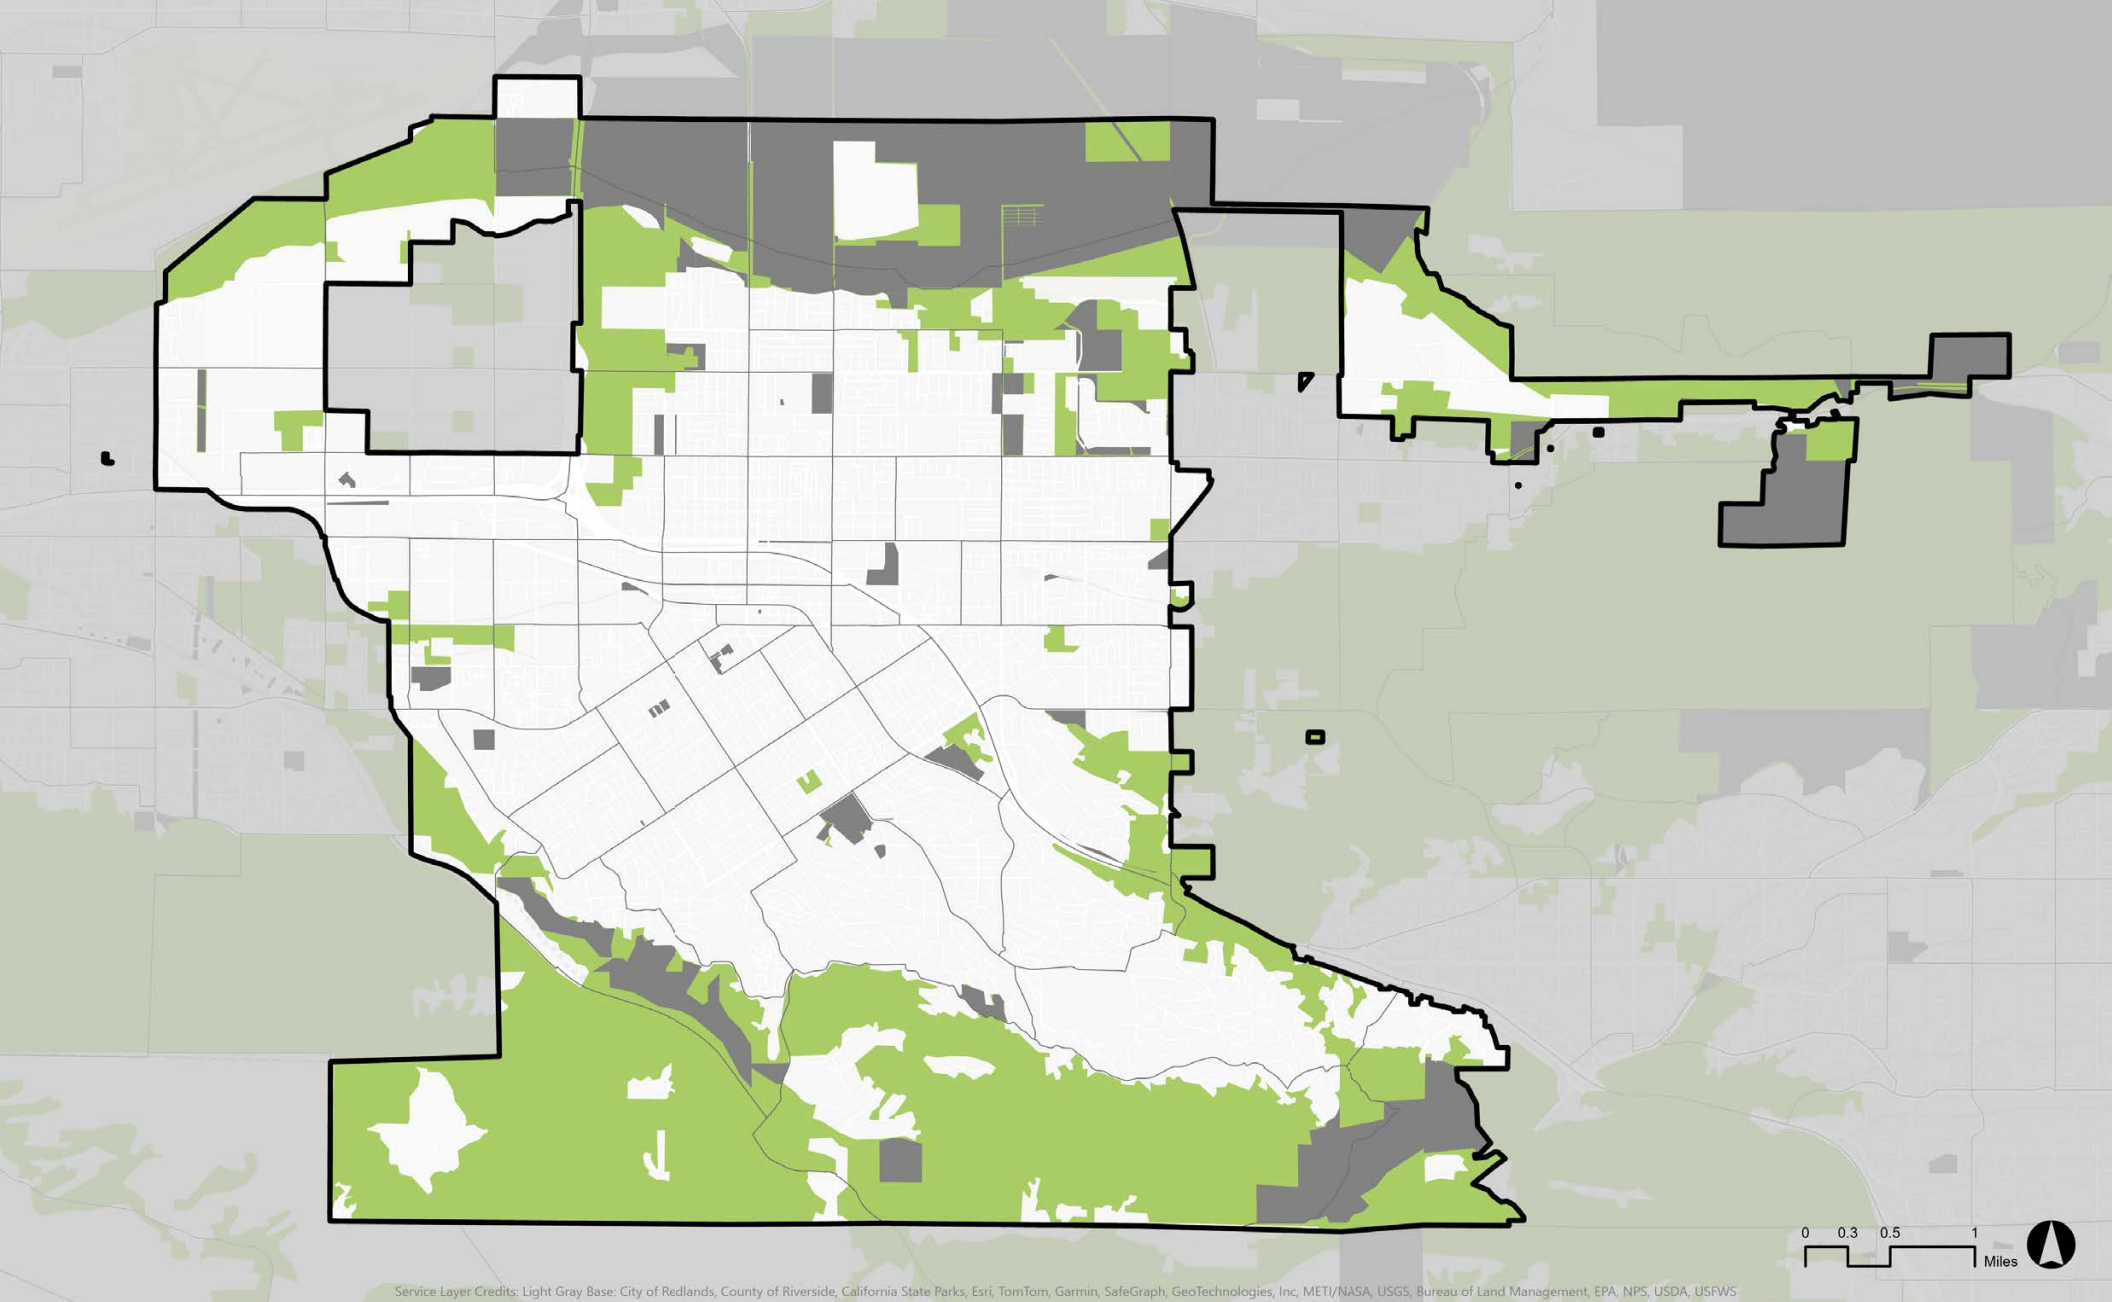 0 0.3 0.5 1
Miles
Service Layer Credits: Light Gray Base: City of Redlands, County of Riverside, California State Parks, Esri, TomTom, Garmin, SafeGraph, GeoTechnologies, Inc, METI/NASA, USGS, Bureau of Land Management, EPA, NPS, USDA, USFWS